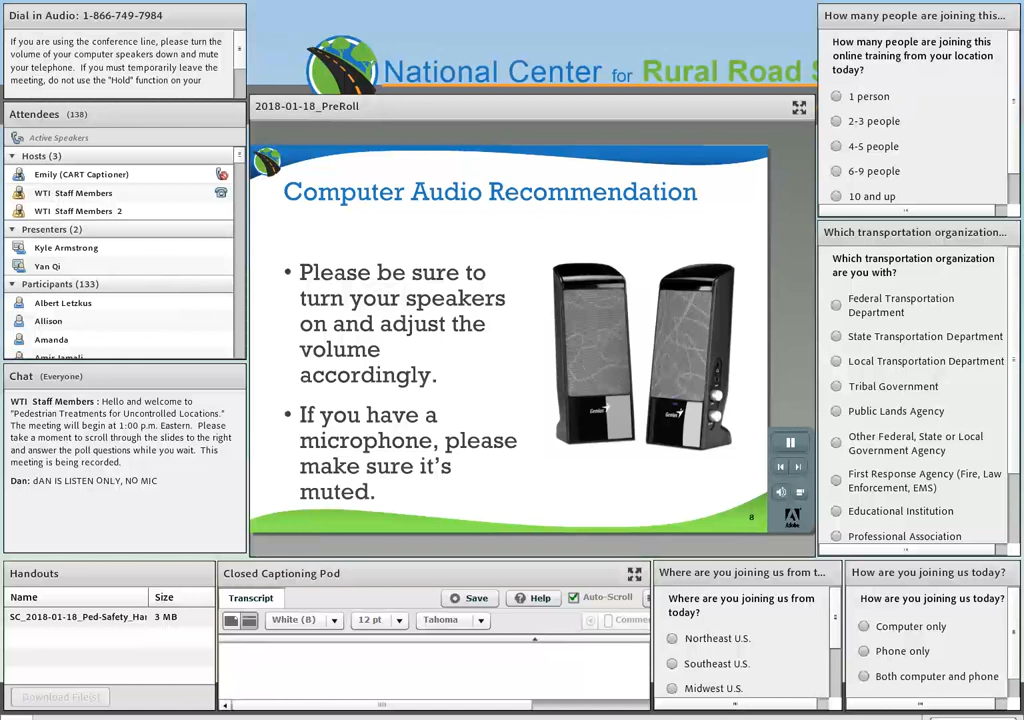 Dial in Audio: 1-866-749-7984
If you are using the conference line, please turn the
volume of your computer speakers down and mute
your telephone. If you must temporarily leave the
meeting, do not use the "Hold" function on your
Attendees (138)
Active Speakers
Hosts (3)
Emily (CART Captioner)
WTI Staff Members
WTI Staff Members 2
Presenters (2)
Kyle Armstrong
Yan Qi
Participants (133)
Albert Letzkus
Allison
Amanda
Amir Jamali
Chat (Everyone)
WTI Staff Members : Hello and welcome to
"Pedestrian Treatments for Uncontrolled Locations."
The meeting will begin at 1:00 p.m. Eastern. Please
take a moment to scroll through the slides to the right
and answer the poll questions while you wait. This
meeting is being recorded.
Dan: dAN IS LISTEN ONLY, NO MIC
National Center for Rural Road S
2018-01-18_PreRoll
Computer Audio Recommendation
• Please be sure to
turn your speakers
on and adjust the
volume
accordingly.
• If you have a
microphone, please
make sure it's
muted.
Genius
Genius
8
Adobe
How many people are joining this...
How many people are joining this
online training from your location
today?
1 person
2-3 people
4-5 people
6-9 people
10 and up
Which transportation organization...
Which transportation organization
are you with?
Federal Transportation
Department
State Transportation Department
Local Transportation Department
Tribal Government
Public Lands Agency
Other Federal, State or Local
Government Agency
First Response Agency (Fire, Law
Enforcement, EMS)
Educational Institution
Professional Association
Handouts
Name Size
SC_2018-01-18_Ped-Safety_Har 3 MB
Download File(s)
Closed Captioning Pod
Transcript
Save
Help
Auto-Scroll
White (B)
12 pt
Tahoma
Comme
Where are you joining us from t...
Where are you joining us from
today?
Northeast U.S.
Southeast U.S.
Midwest U.S.
How are you joining us today?
How are you joining us today?
Computer only
Phone only
Both computer and phone